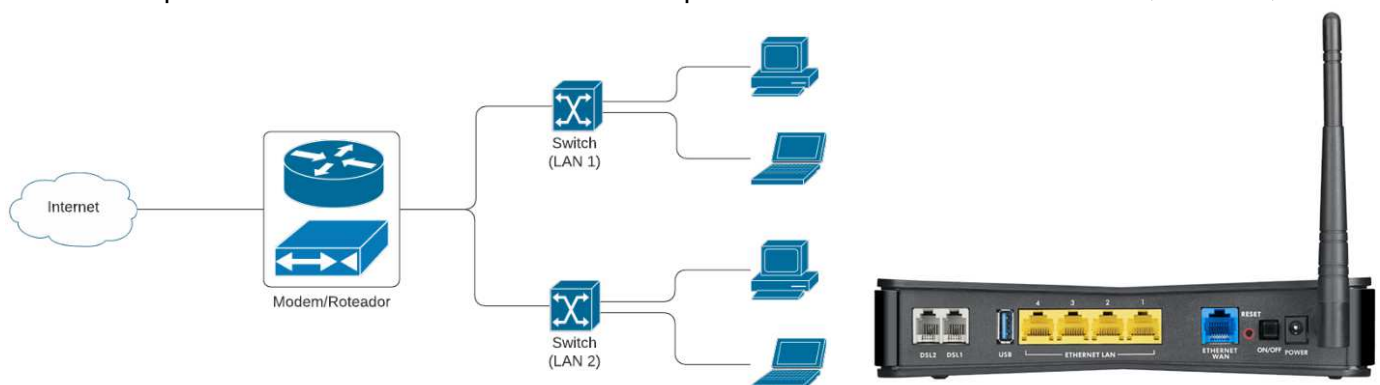 Internet
Modem/Roteador
Switch
(LAN 1)
Switch
(LAN 2)
DSL2 DSL1
USB
4 3 2 1
ETHERNET LAN
ETHERNET
WAN
RESET
ON/OFF
POWER